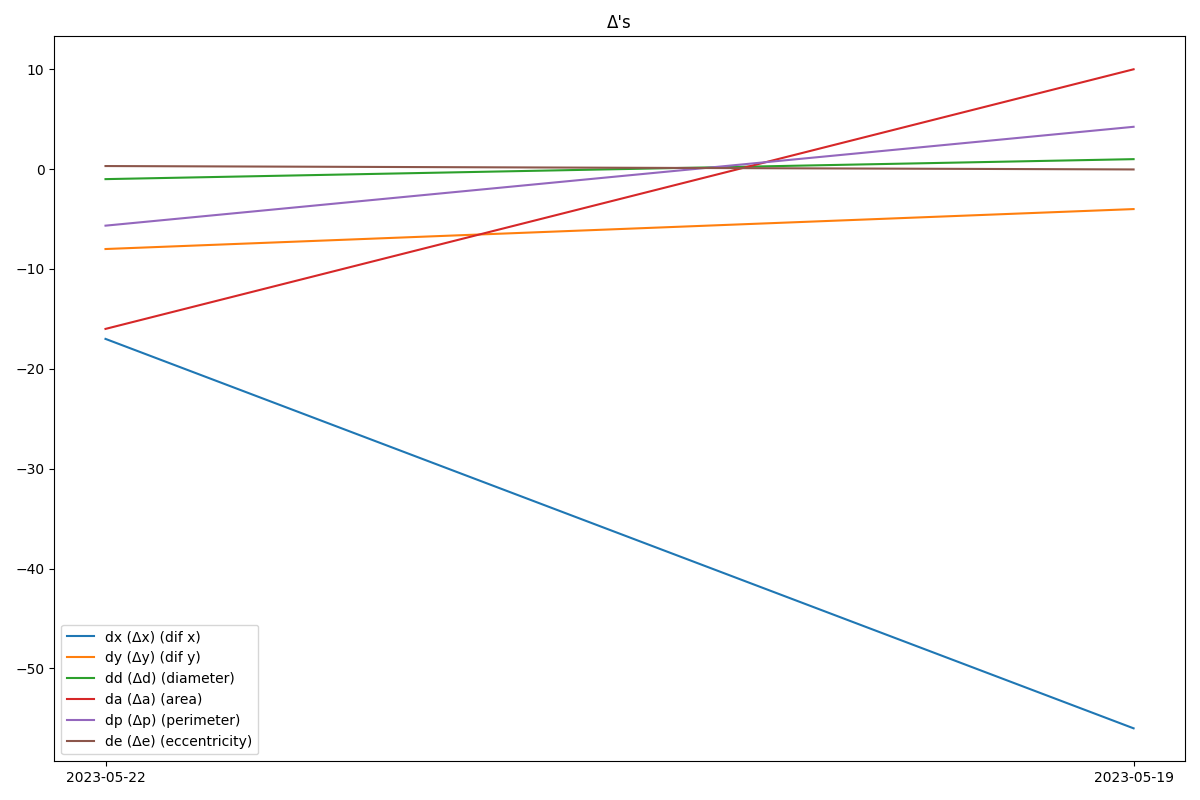 Δ's
10
0
−10
−20
−30
−40
−50
dx (Δx) (dif x)
dy (Δy) (dif y)
dd (Δd) (diameter)
da (Δa) (area)
dp (Δp) (perimeter)
de (Δe) (eccentricity)
2023-05-22 2023-05-19